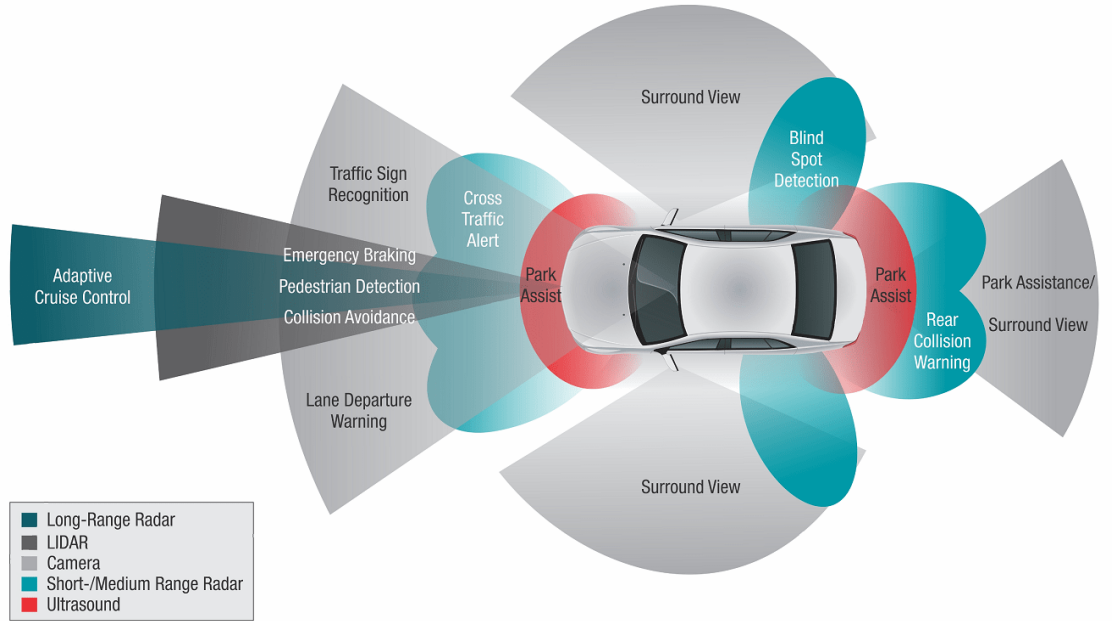 Surround View
Blind
Spot
Detection
Traffic Sign
Recognition
Cross
Traffic
Alert
Emergency Braking
Adaptive
Cruise Control
Pedestrian Detection
Collision Avoidance
Park
Assist
Park
Assist
Park Assistance/
Surround View
Rear
Collision
Warning
Lane Departure
Warning
Surround View
Long-Range Radar
LIDAR
Camera
Short-/Medium Range Radar
Ultrasound